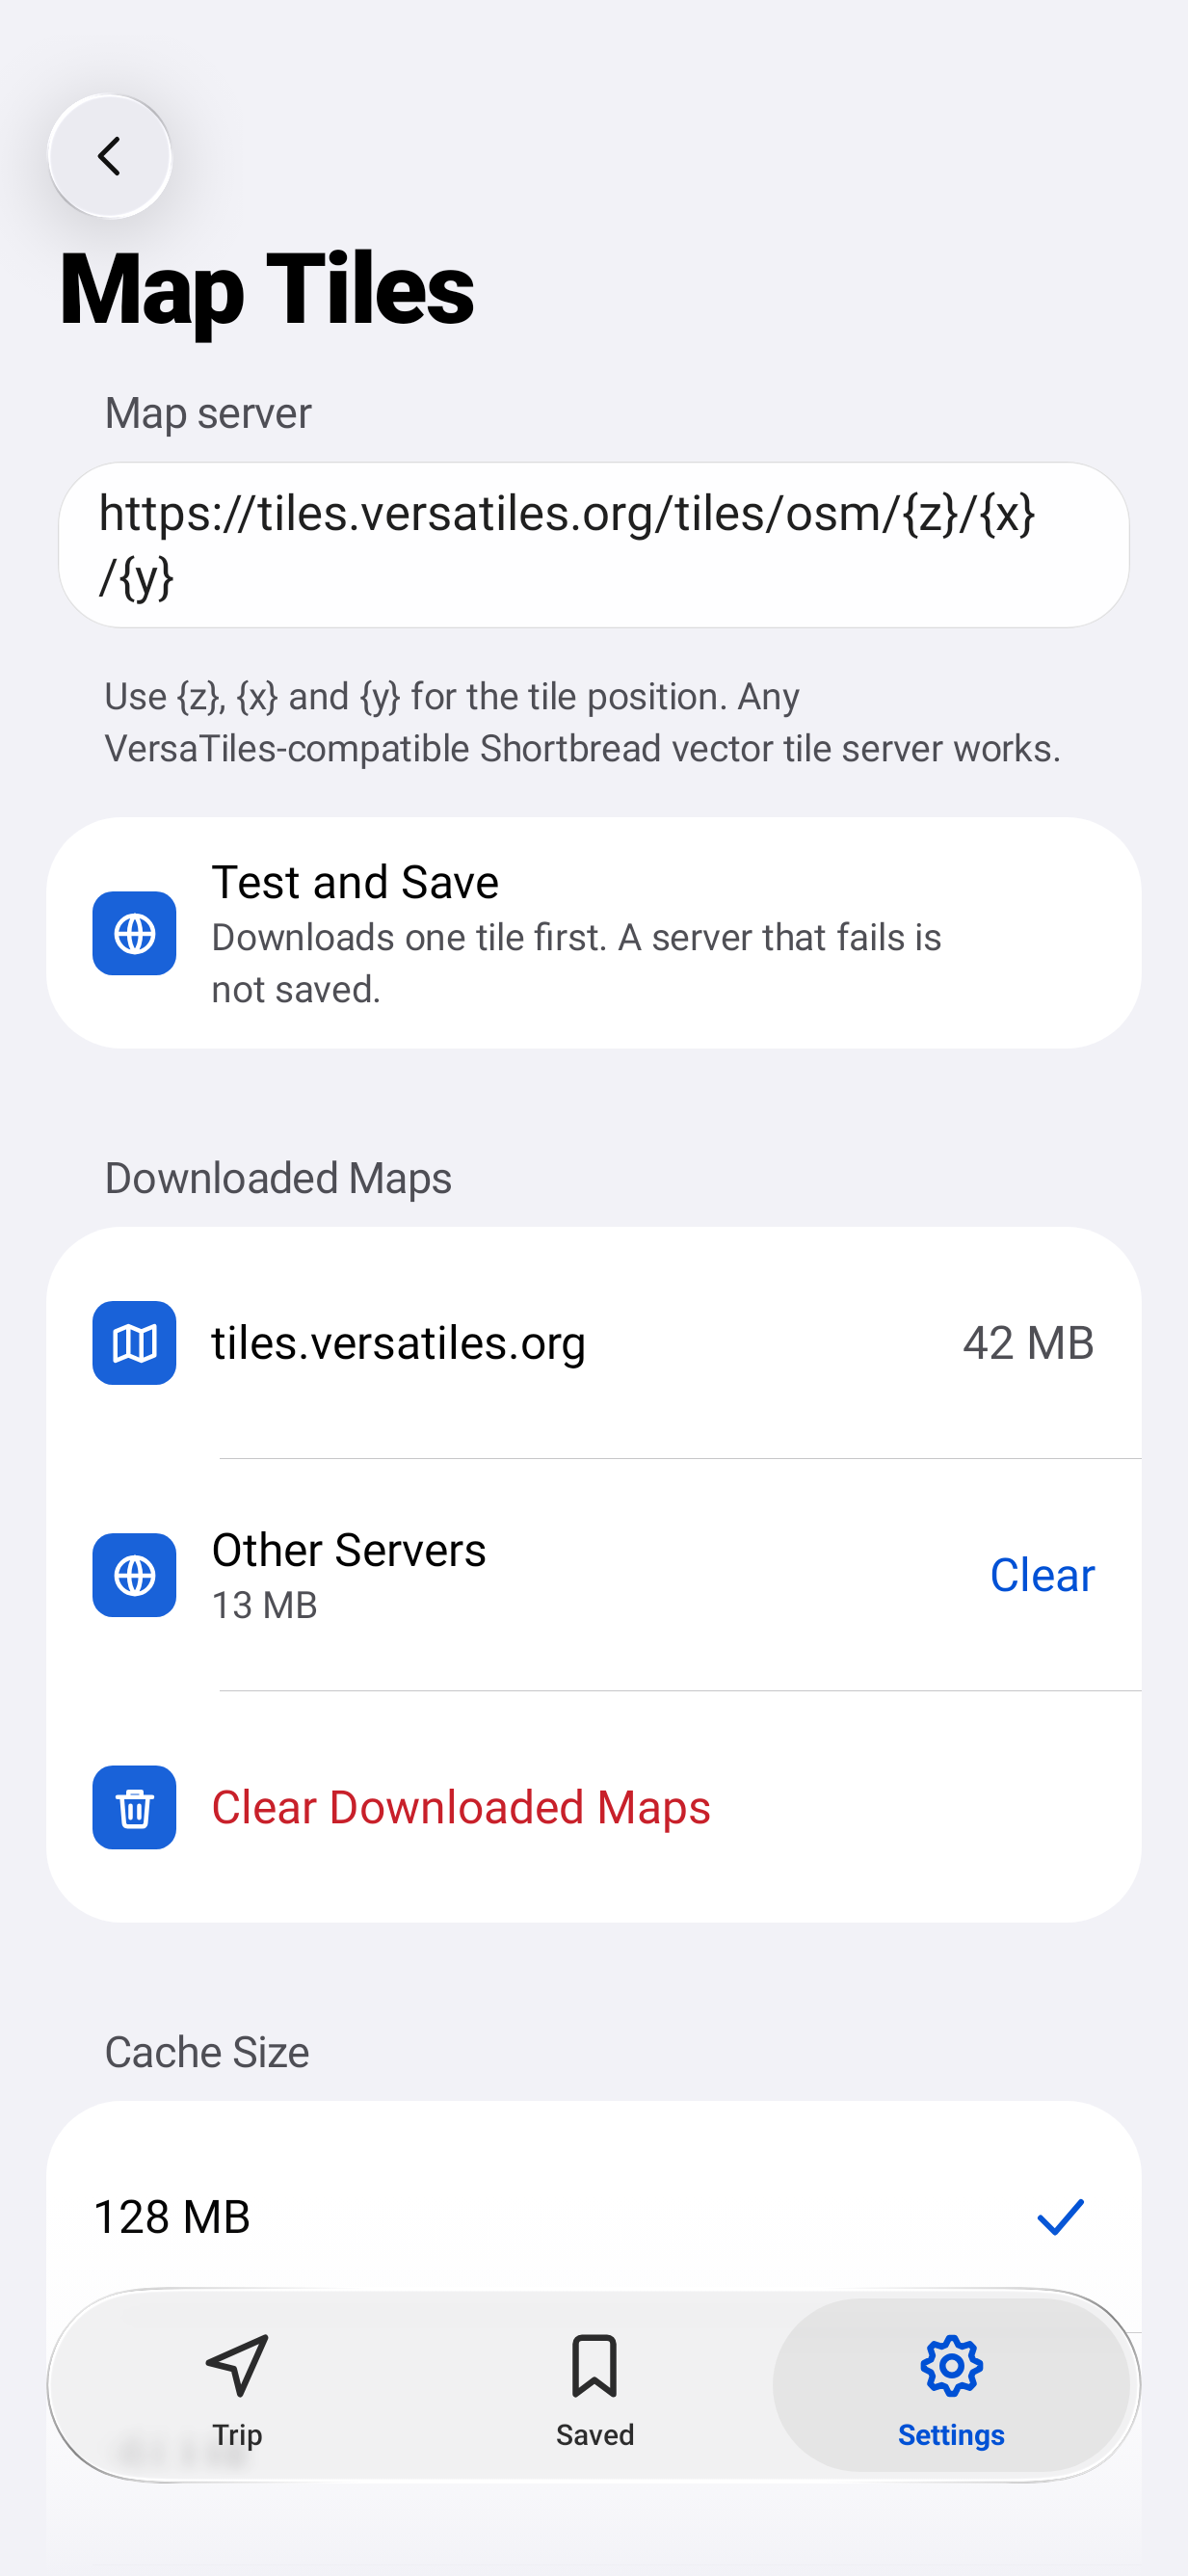 Map Tiles
Map server
https://tiles.versatiles.org/tiles/osm/{z}/{x}
/{y}
Use {z}, {x} and {y} for the tile position. Any
VersaTiles-compatible Shortbread vector tile server works.
Test and Save
Downloads one tile first. A server that fails is
not saved.
Downloaded Maps
tiles.versatiles.org
42 MB
Other Servers
13 MB
Clear
Clear Downloaded Maps
Cache Size
128 MB
Trip
Saved
Settings